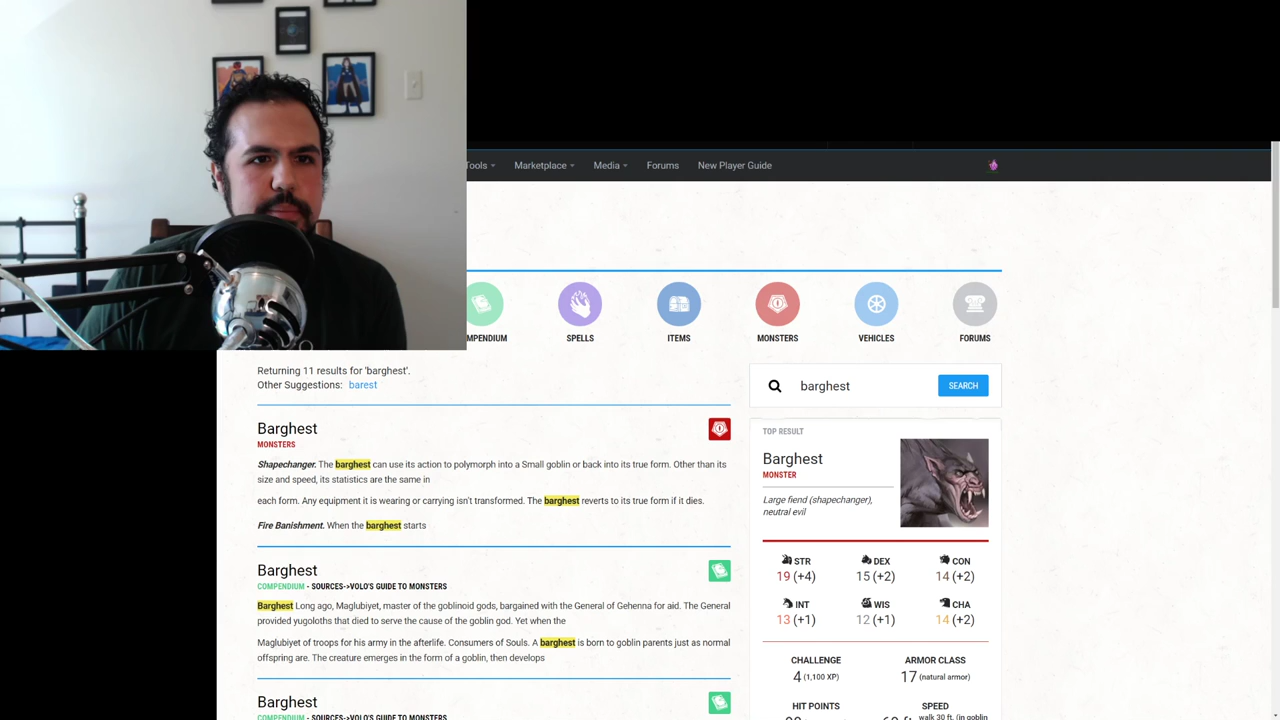 Tools Marketplace Media Forums New Player Guide
MPENDIUM SPELLS ITEMS MONSTERS VEHICLES FORUMS
Returning 11 results for 'barghest'.
Other Suggestions: barest
Barghest
MONSTERS
Shapechanger. The barghest can use its action to polymorph into a Small goblin or back into its true form. Other than its
size and speed, its statistics are the same in
each form. Any equipment it is wearing or carrying isn't transformed. The barghest reverts to its true form if it dies.
Fire Banishment. When the barghest starts
Barghest
COMPENDIUM - SOURCES->VOLO'S GUIDE TO MONSTERS
Barghest Long ago, Maglubiyet, master of the goblinoid gods, bargained with the General of Gehenna for aid. The General
provided yugoloths that died to serve the cause of the goblin god. Yet when the
Maglubiyet of troops for his army in the afterlife. Consumers of Souls. A barghest is born to goblin parents just as normal
offspring are. The creature emerges in the form of a goblin, then develops
Barghest
COMPENDIUM - SOURCES->VOLO'S GUIDE TO MONSTERS
barghest SEARCH
TOP RESULT
Barghest
MONSTER
Large fiend (shapechanger),
neutral evil
STR DEX CON
19 (+4) 15 (+2) 14 (+2)
INT WIS CHA
13 (+1) 12 (+1) 14 (+2)
CHALLENGE ARMOR CLASS
4 (1,100 XP) 17 (natural armor)
HIT POINTS SPEED
walk 30 ft. (in goblin